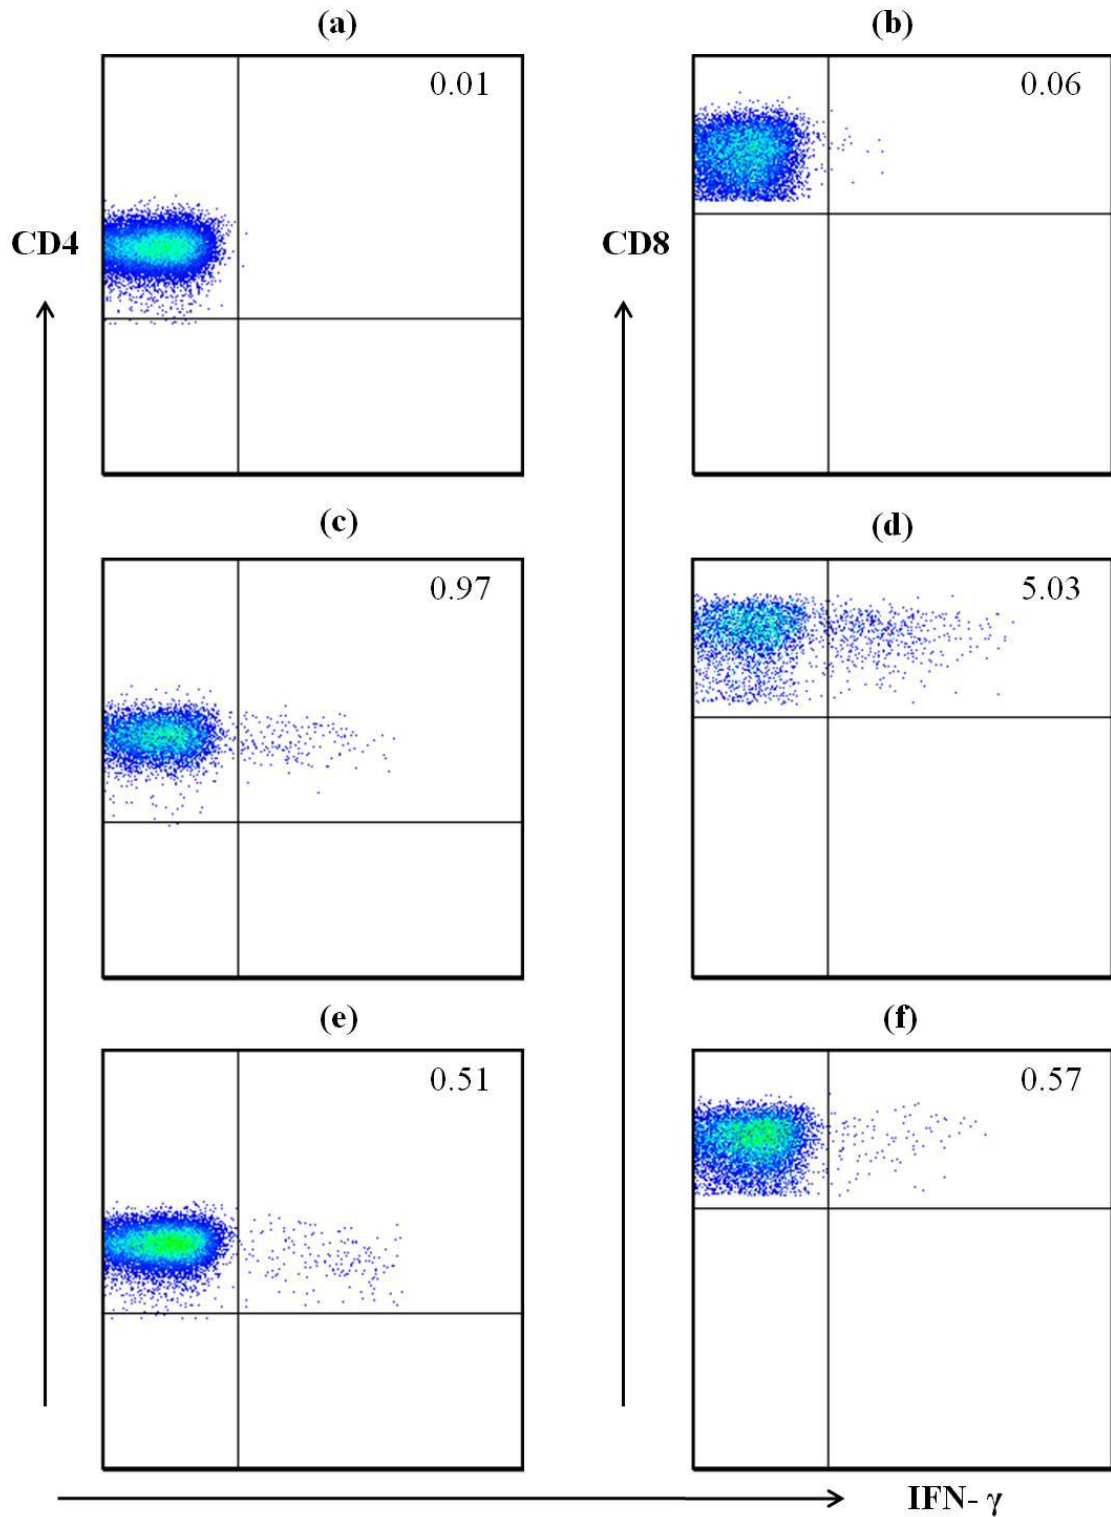 (a)
(b)
0.01
0.06
CD4
CD8
(c)
(d)
0.97
5.03
(e)
(f)
0.51
0.57
IFN- γ